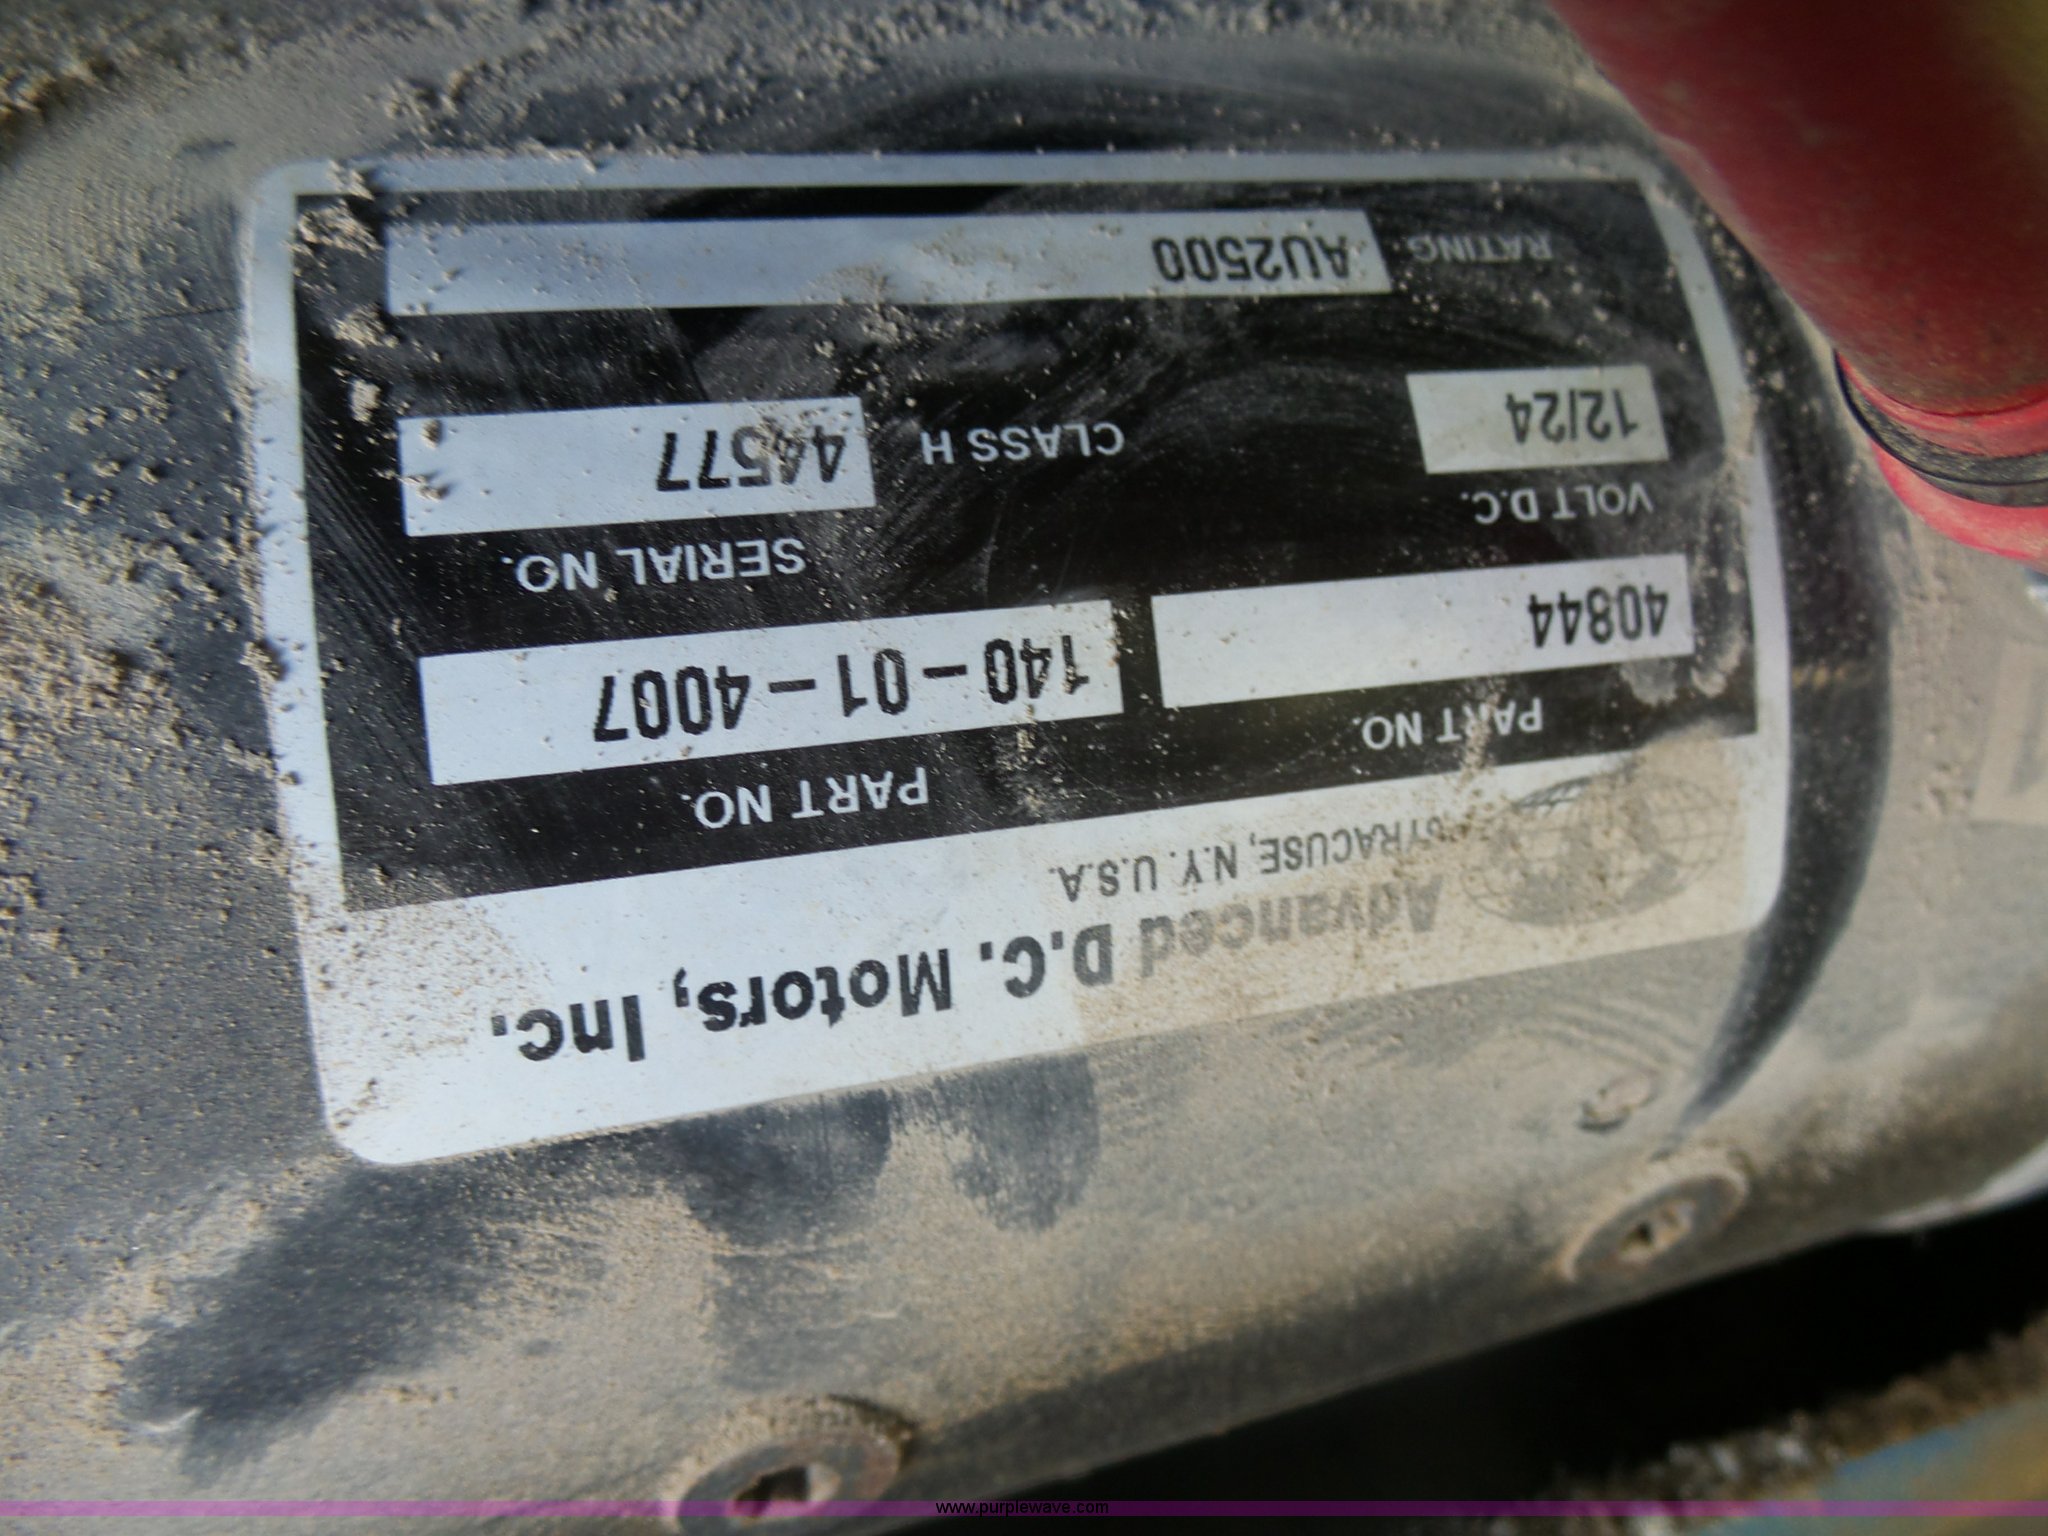 Advanced D.C. Motors, Inc.
SYRACUSE, N.Y. U.S.A.
PART NO. PART NO.
40844 140-01-4007
VOLT D.C. SERIAL NO.
12/24 CLASS H 44577
RATING. AU2500
www.purplewave.com